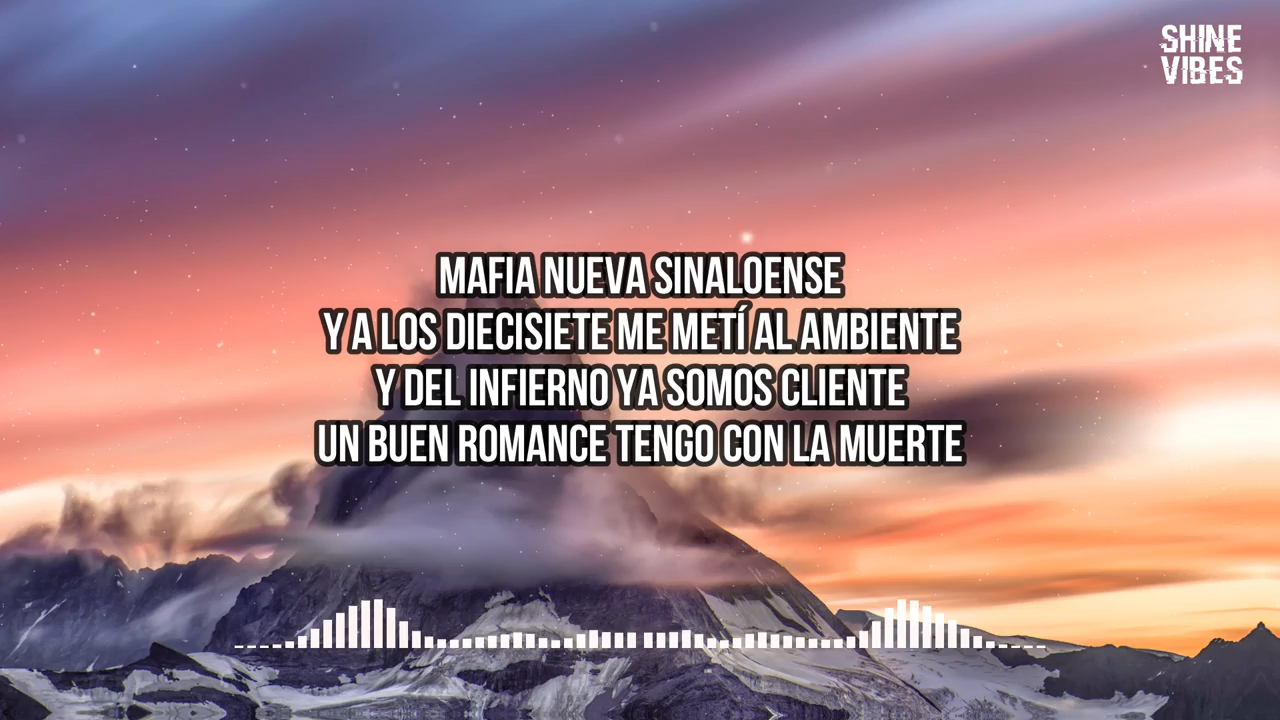 SHINE
VIBES
MAFIA NUEVA SINALOENSE
Y A LOS DIECISIETE ME METÍ AL AMBIENTE
Y DEL INFIERNO YA SOMOS CLIENTE
UN BUEN ROMANCE TENGO CON LA MUERTE